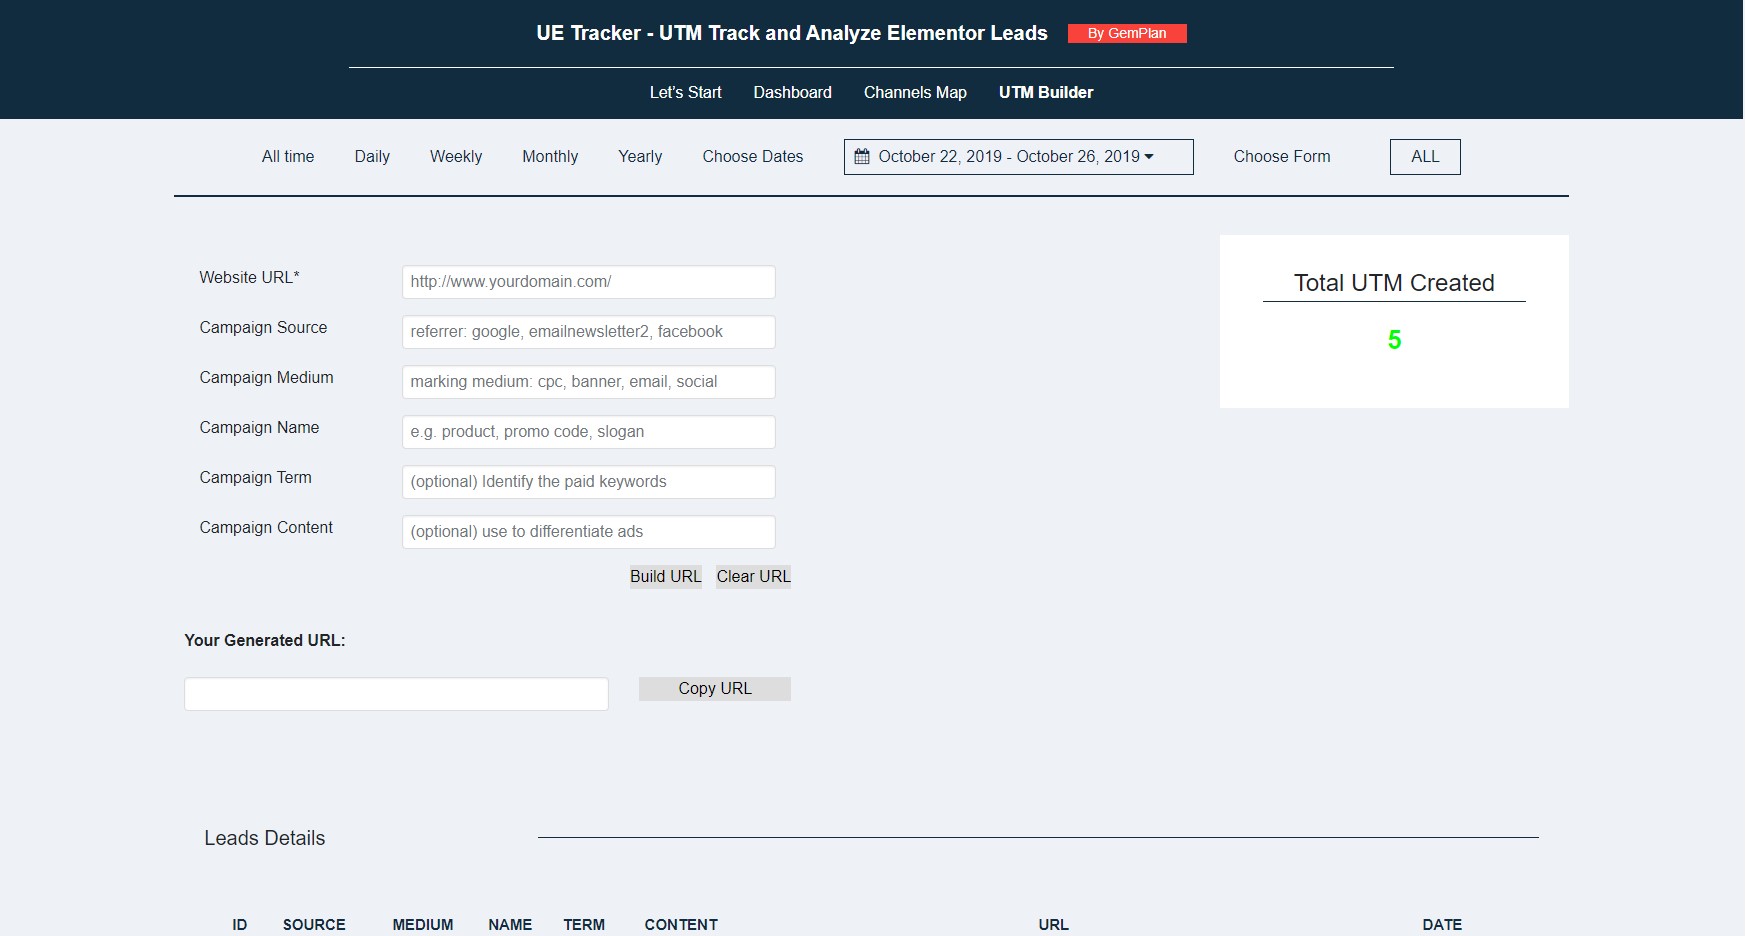 UE Tracker - UTM Track and Analyze Elementor Leads By GemPlan
Let's Start Dashboard Channels Map UTM Builder
All time Daily Weekly Monthly Yearly Choose Dates October 22, 2019 - October 26, 2019 Choose Form ALL
Website URL* http://www.yourdomain.com/
Campaign Source referrer: google, emailnewsletter2, facebook
Campaign Medium marking medium: cpc, banner, email, social
Campaign Name e.g. product, promo code, slogan
Campaign Term (optional) Identify the paid keywords
Campaign Content (optional) use to differentiate ads
Build URL Clear URL
Total UTM Created
5
Your Generated URL:
Copy URL
Leads Details
ID SOURCE MEDIUM NAME TERM CONTENT URL DATE